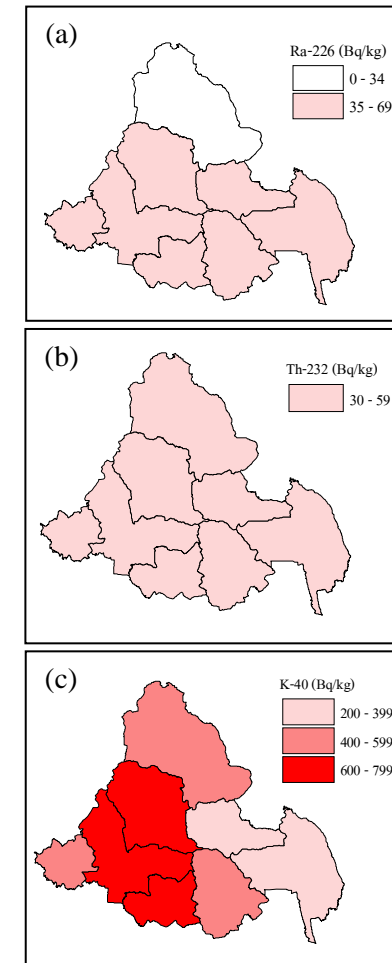 (a)
Ra-226 (Bq/kg)
0 - 34
35 - 69
(b)
Th-232 (Bq/kg)
30 - 59
(c)
K-40 (Bq/kg)
200 - 399
400 - 599
600 - 799